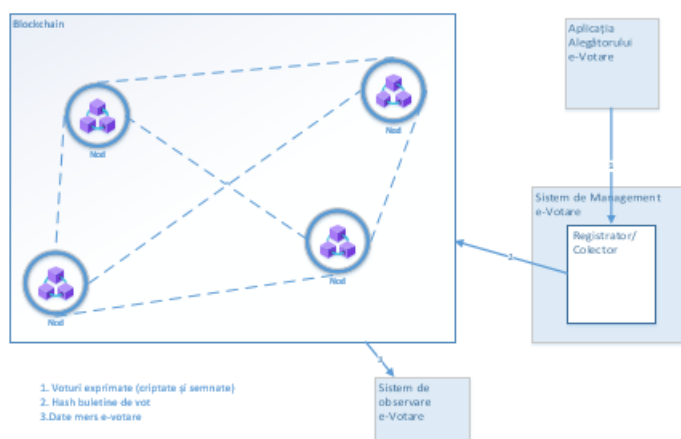 Blockchain
Nod
Nod
Nod
Nod
Aplicația
Alegătorului
e-Votare
1
Sistem de Management
e-Votare
Registrator/
Colector
3
Sistem de
observare
e-Votare
1. Voturi exprimate (criptate și semnate)
2. Hash buletine de vot
3.Date mers e-votare